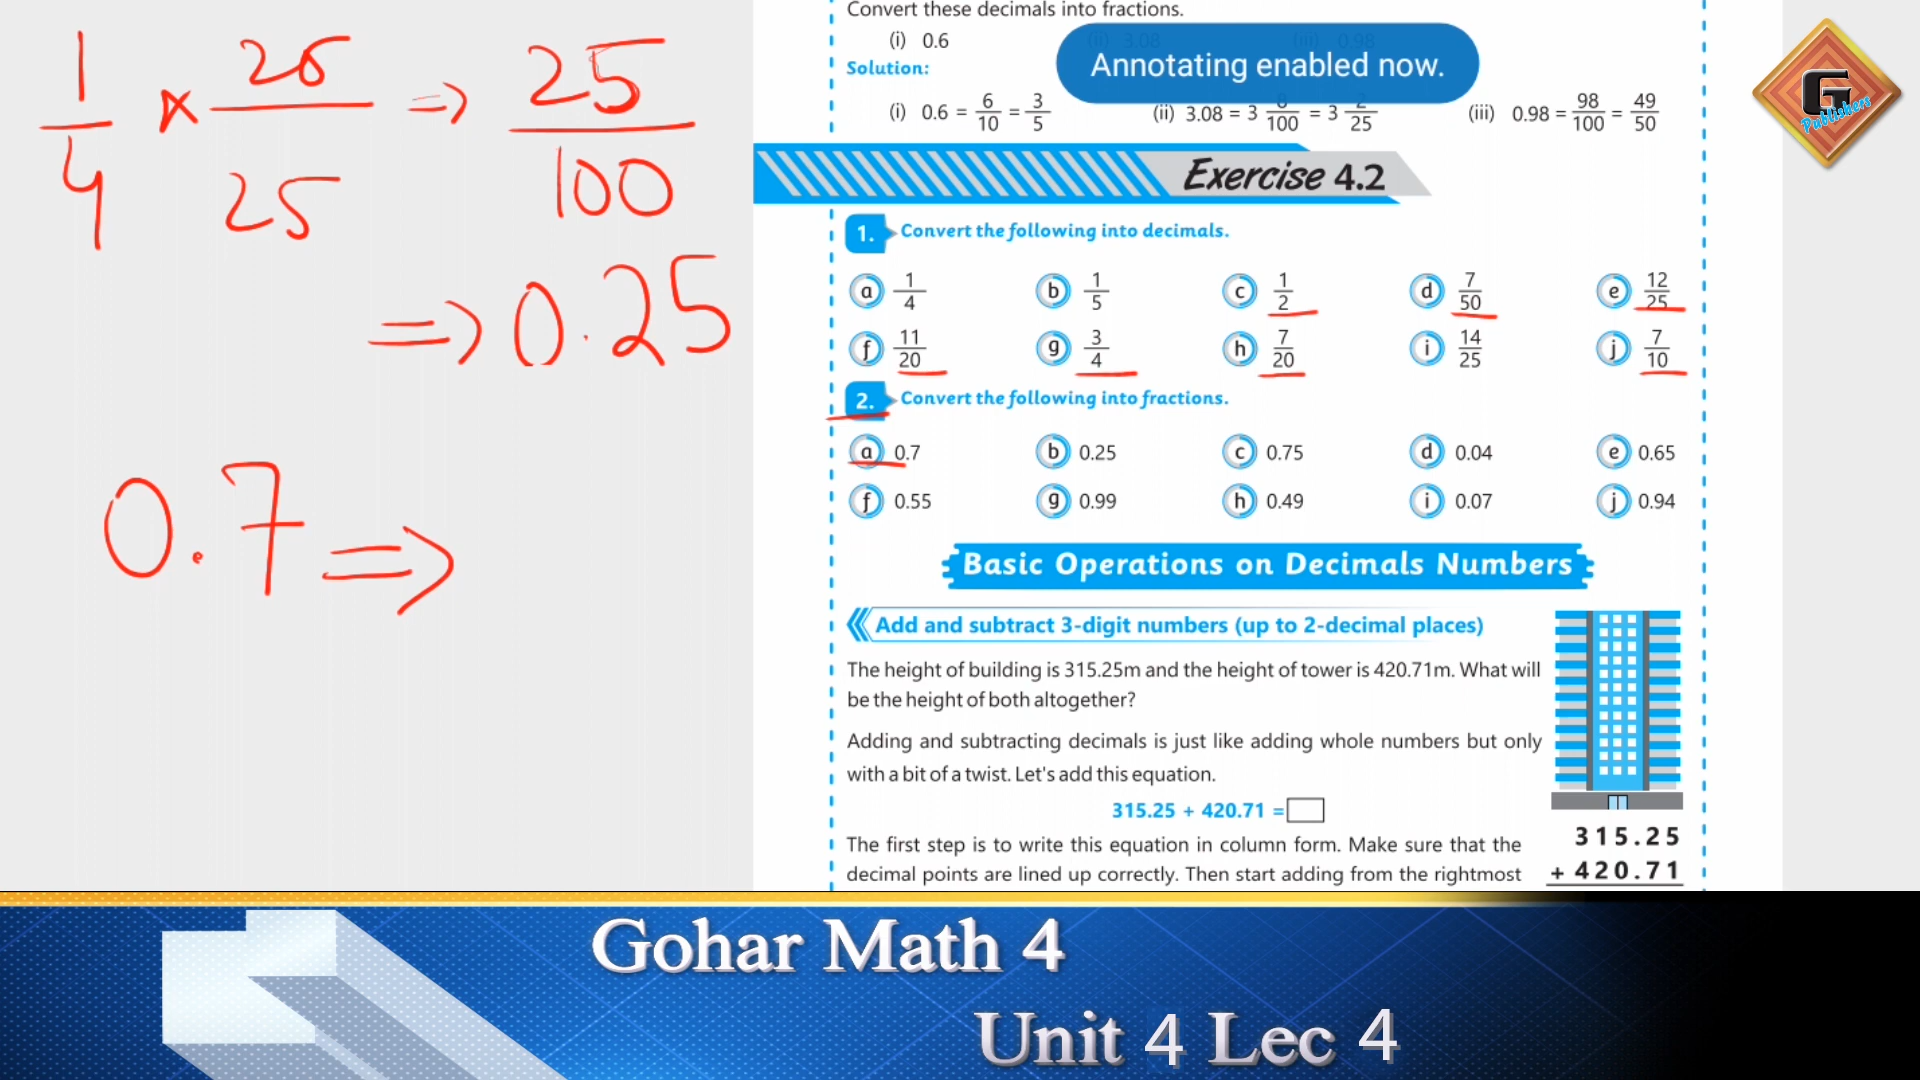 1/4 × 25/25 ⇒ 25/100
⇒ 0.25
0.7 ⇒
Convert these decimals into fractions.
(i) 0.6 (ii) 3.08 (iii) 0.98
Annotating enabled now.
Solution:
(i) 0.6 = 6/10 = 3/5 (ii) 3.08 = 3 8/100 = 3 2/25 (iii) 0.98 = 98/100 = 49/50
G Publishers
Exercise 4.2
1. Convert the following into decimals.
a 1/4 b 1/5 c 1/2 d 7/50 e 12/25
f 11/20 g 3/4 h 7/20 i 14/25 j 7/10
2. Convert the following into fractions.
a 0.7 b 0.25 c 0.75 d 0.04 e 0.65
f 0.55 g 0.99 h 0.49 i 0.07 j 0.94
Basic Operations on Decimals Numbers
Add and subtract 3-digit numbers (up to 2-decimal places)
The height of building is 315.25m and the height of tower is 420.71m. What will
be the height of both altogether?
Adding and subtracting decimals is just like adding whole numbers but only
with a bit of a twist. Let's add this equation.
315.25 + 420.71 =
The first step is to write this equation in column form. Make sure that the
decimal points are lined up correctly. Then start adding from the rightmost
315.25
+ 420.71
Gohar Math 4
Unit 4 Lec 4